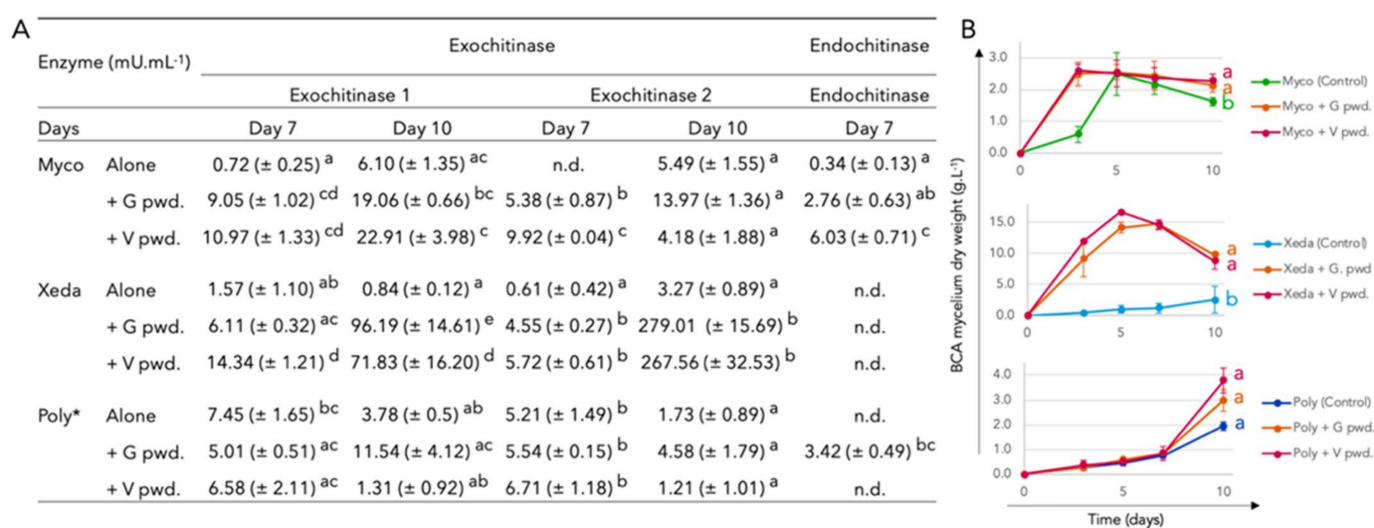 A
Enzyme (mU.mL⁻¹) Exochitinase Endochitinase
Exochitinase 1 Exochitinase 2 Endochitinase
Days Day 7 Day 10 Day 7 Day 10 Day 7
Myco Alone 0.72 (± 0.25) a 6.10 (± 1.35) ac n.d. 5.49 (± 1.55) a 0.34 (± 0.13) a
+ G pwd. 9.05 (± 1.02) cd 19.06 (± 0.66) bc 5.38 (± 0.87) b 13.97 (± 1.36) a 2.76 (± 0.63) ab
+ V pwd. 10.97 (± 1.33) cd 22.91 (± 3.98) c 9.92 (± 0.04) c 4.18 (± 1.88) a 6.03 (± 0.71) c
Xeda Alone 1.57 (± 1.10) ab 0.84 (± 0.12) a 0.61 (± 0.42) a 3.27 (± 0.89) a n.d.
+ G pwd. 6.11 (± 0.32) ac 96.19 (± 14.61) e 4.55 (± 0.27) b 279.01 (± 15.69) b n.d.
+ V pwd. 14.34 (± 1.21) d 71.83 (± 16.20) d 5.72 (± 0.61) b 267.56 (± 32.53) b n.d.
Poly★ Alone 7.45 (± 1.65) bc 3.78 (± 0.5) ab 5.21 (± 1.49) b 1.73 (± 0.89) a n.d.
+ G pwd. 5.01 (± 0.51) ac 11.54 (± 4.12) ac 5.54 (± 0.15) b 4.58 (± 1.79) a 3.42 (± 0.49) bc
+ V pwd. 6.58 (± 2.11) ac 1.31 (± 0.92) ab 6.71 (± 1.18) b 1.21 (± 1.01) a n.d.
B
BCA mycelium dry weight (g.L⁻¹)
3.0
2.0
1.0
0.0
0 5 10
a
a
b
Myco (Control)
Myco + G pwd.
Myco + V pwd.
15.0
10.0
5.0
0.0
0 5 10
a
a
b
Xeda (Control)
Xeda + G. pwd
Xeda + V pwd.
4.0
3.0
2.0
1.0
0.0
0 5 10
a
a
a
Poly (Control)
Poly + G pwd.
Poly + V pwd.
Time (days)